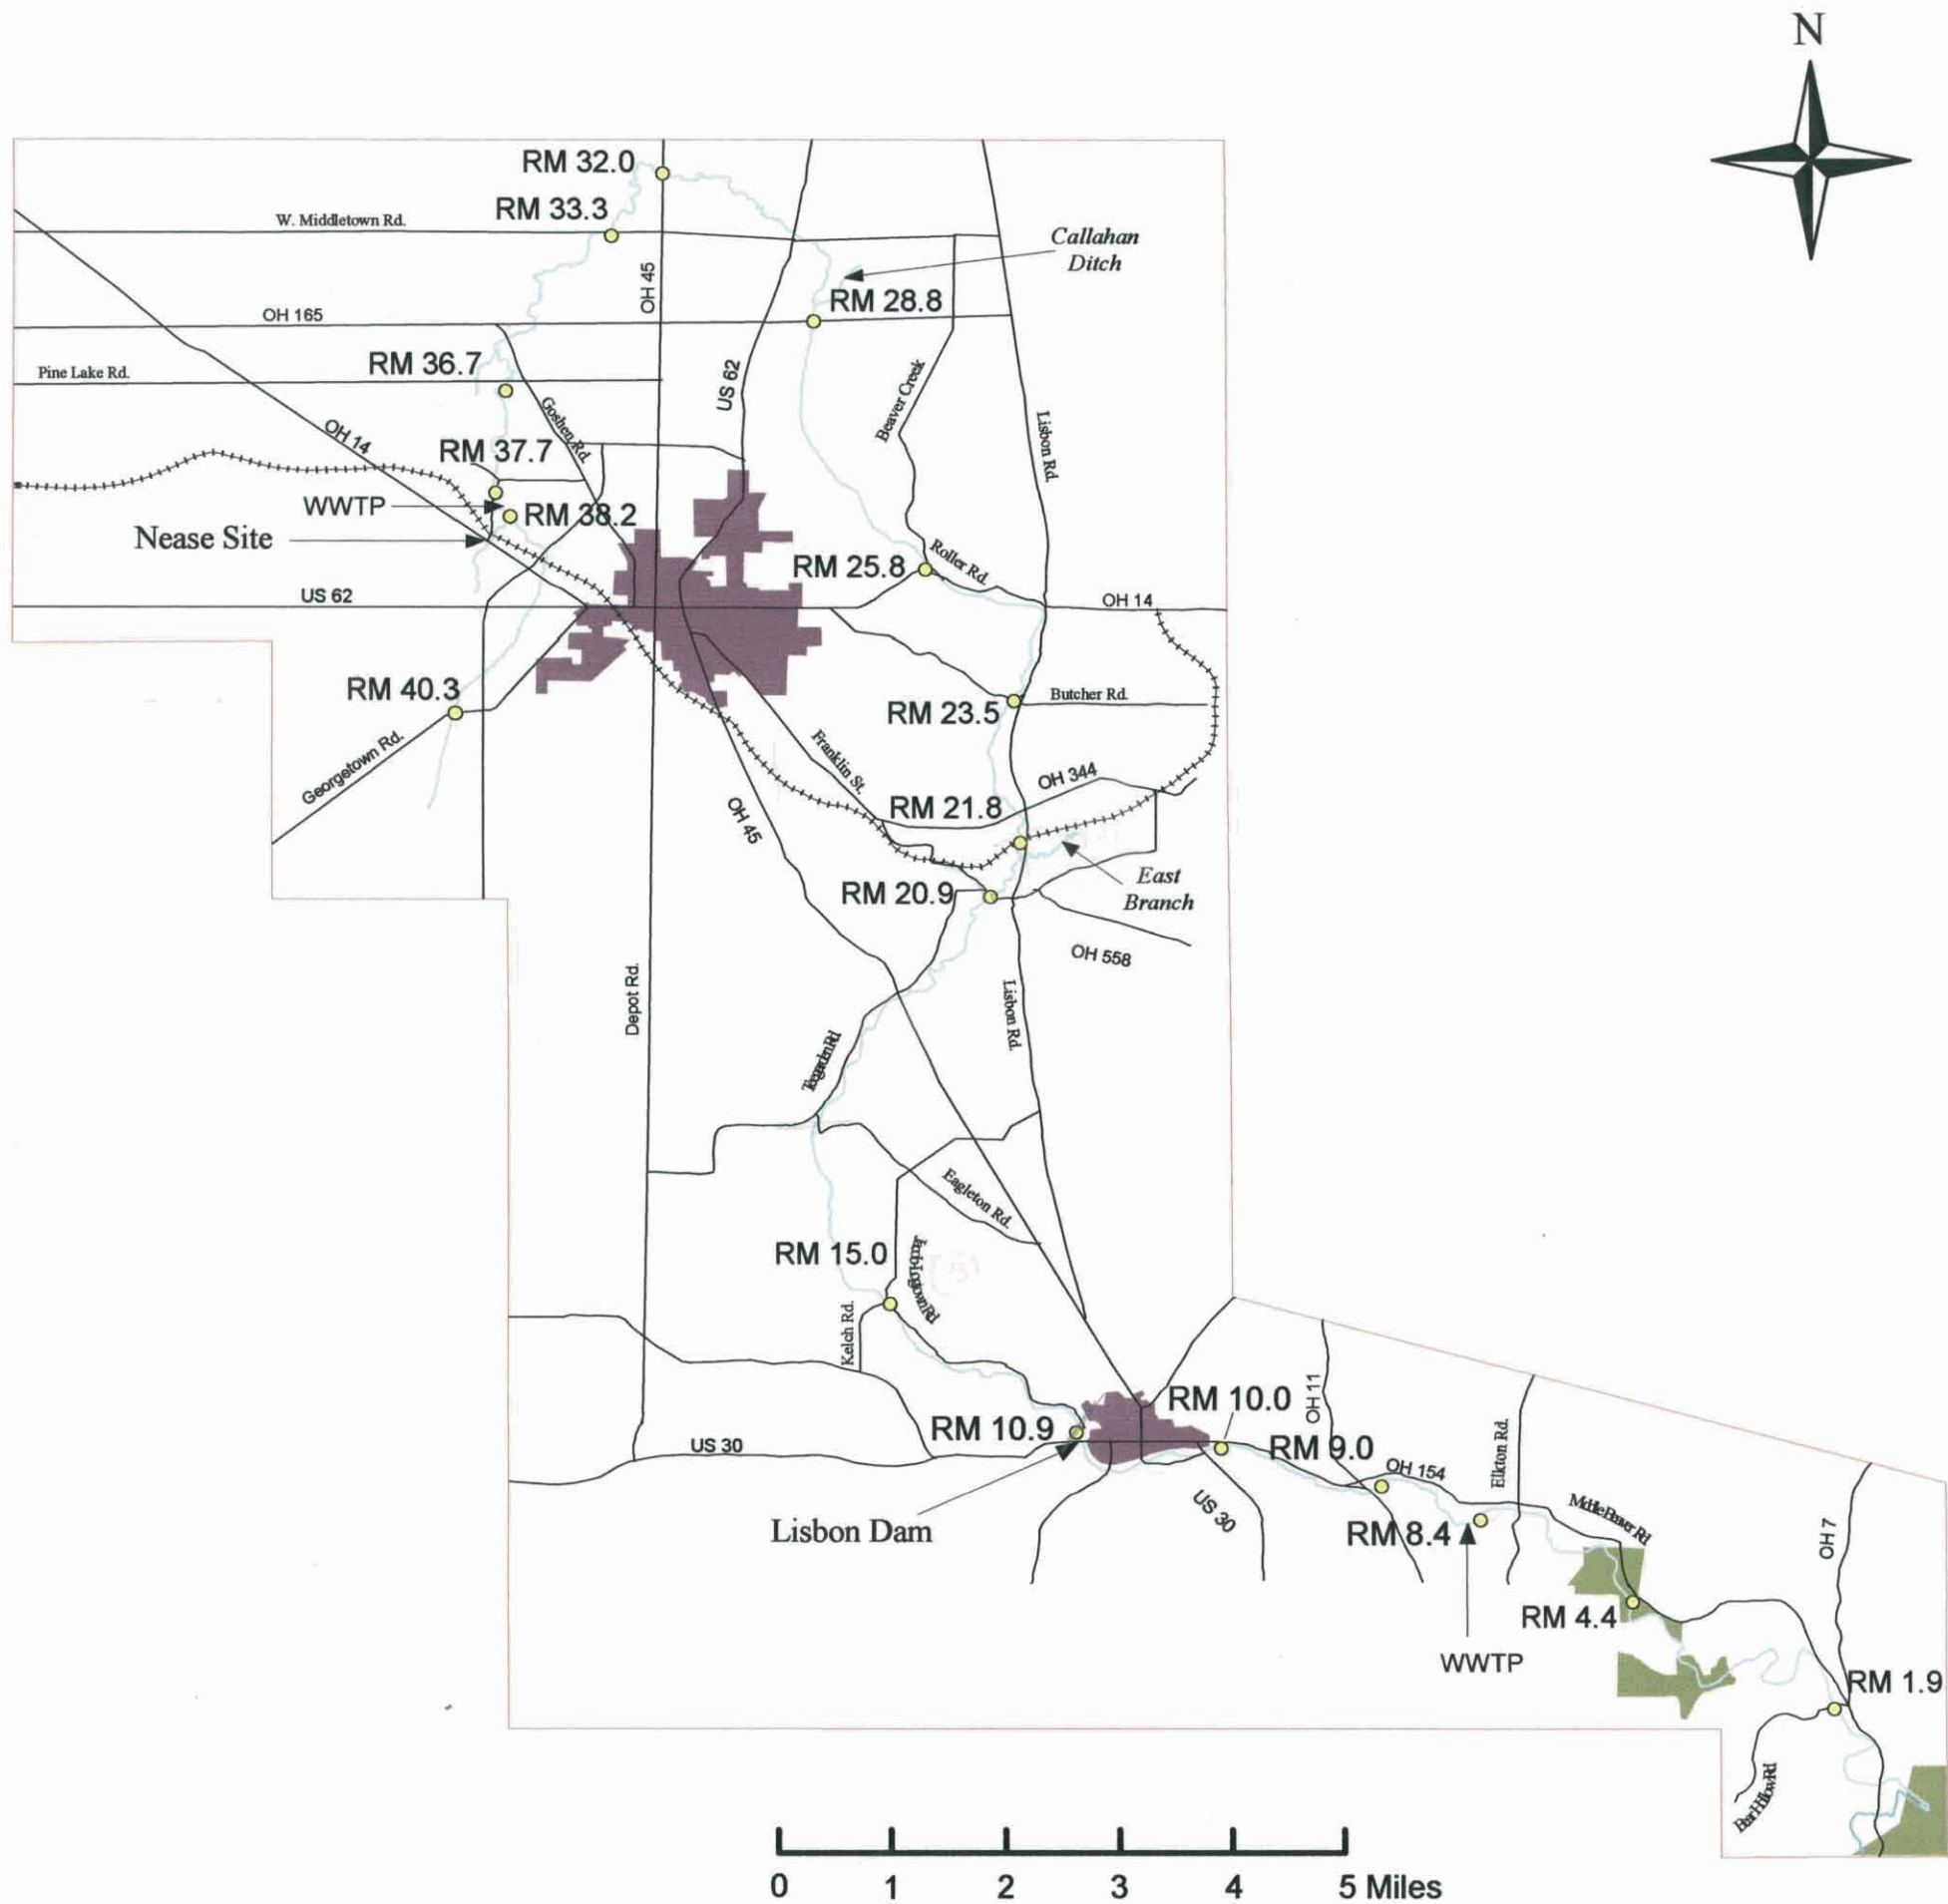 N
RM 32.0
RM 33.3
W. Middletown Rd.
Callahan
Ditch
OH 45
RM 28.8
OH 165
RM 36.7
Pine Lake Rd.
US 62
Beaver Creek
Goshen Rd.
Lisbon Rd.
OH 14
RM 37.7
WWTP
RM 38.2
Nease Site
Roller Rd.
RM 25.8
US 62
OH 14
RM 40.3
Butcher Rd.
RM 23.5
Georgetown Rd.
Franklin St.
OH 344
RM 21.8
OH 45
East
Branch
RM 20.9
OH 558
Depot Rd.
Lisbon Rd.
Eagleton Rd.
RM 15.0
Kelch Rd.
RM 10.0
OH 11
RM 10.9
US 30
RM 9.0
Elkton Rd.
OH 154
US 30
Middle Beaver Rd
Lisbon Dam
RM 8.4
OH 7
RM 4.4
WWTP
RM 1.9
0 1 2 3 4 5 Miles